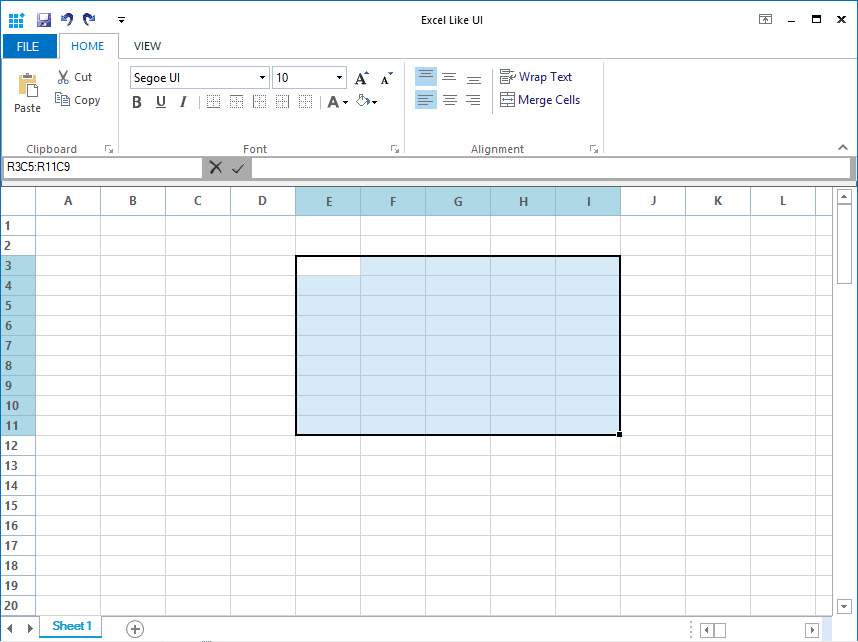 Excel Like UI
FILE HOME VIEW
Cut
Copy
Paste
Clipboard
Segoe UI 10 A A
B U I A
Font
Wrap Text
Merge Cells
Alignment
R3C5:R11C9
A B C D E F G H I J K L
1
2
3
4
5
6
7
8
9
10
11
12
13
14
15
16
17
18
19
20
Sheet1